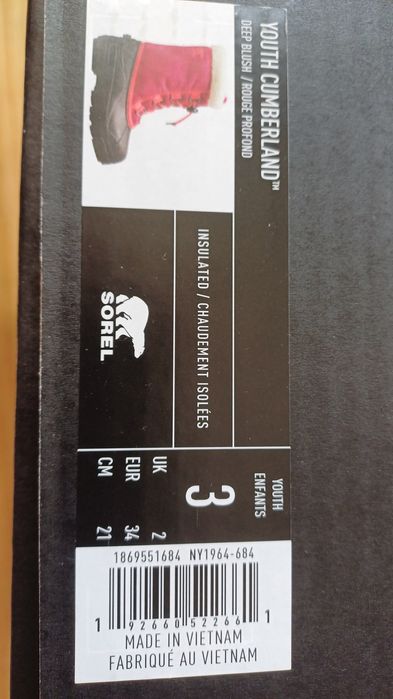 YOUTH CUMBERLAND™
DEEP BLUSH / ROUGE PROFOND
INSULATED / CHAUDEMENT ISOLÉES
SOREL
YOUTH
ENFANTS
3
UK 2
EUR 34
CM 21
1869551684 NY1964-684
1 92660 52266 1
MADE IN VIETNAM
FABRIQUÉ AU VIETNAM